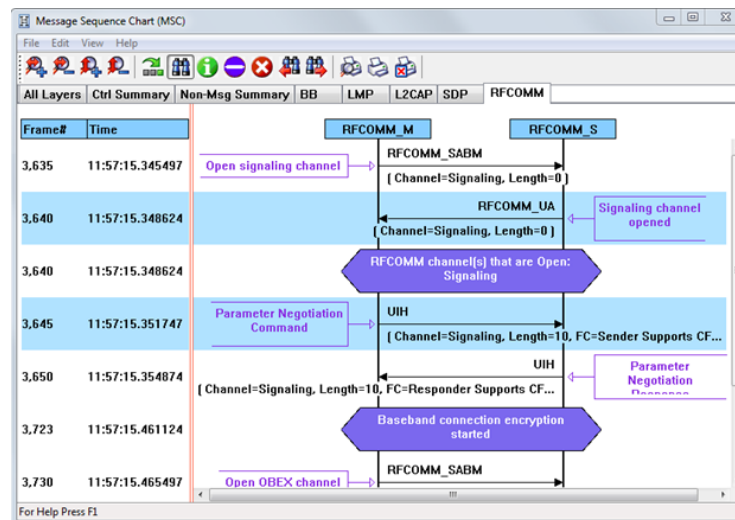 Message Sequence Chart (MSC)
File Edit View Help
All Layers Ctrl Summary Non-Msg Summary BB LMP L2CAP SDP RFCOMM
Frame# Time RFCOMM_M RFCOMM_S
3,635 11:57:15.345497 Open signaling channel RFCOMM_SABM
( Channel=Signaling, Length=0 )
3,640 11:57:15.348624 RFCOMM_UA Signaling channel
opened
( Channel=Signaling, Length=0 )
3,640 11:57:15.348624 RFCOMM channel(s) that are Open:
Signaling
3,645 11:57:15.351747 Parameter Negotiation
Command UIH
( Channel=Signaling, Length=10, FC=Sender Supports CF...
3,650 11:57:15.354874 UIH Parameter
Negotiation
( Channel=Signaling, Length=10, FC=Responder Supports CF...
3,723 11:57:15.461124 Baseband connection encryption
started
3,730 11:57:15.465497 Open OBEX channel RFCOMM_SABM
For Help Press F1